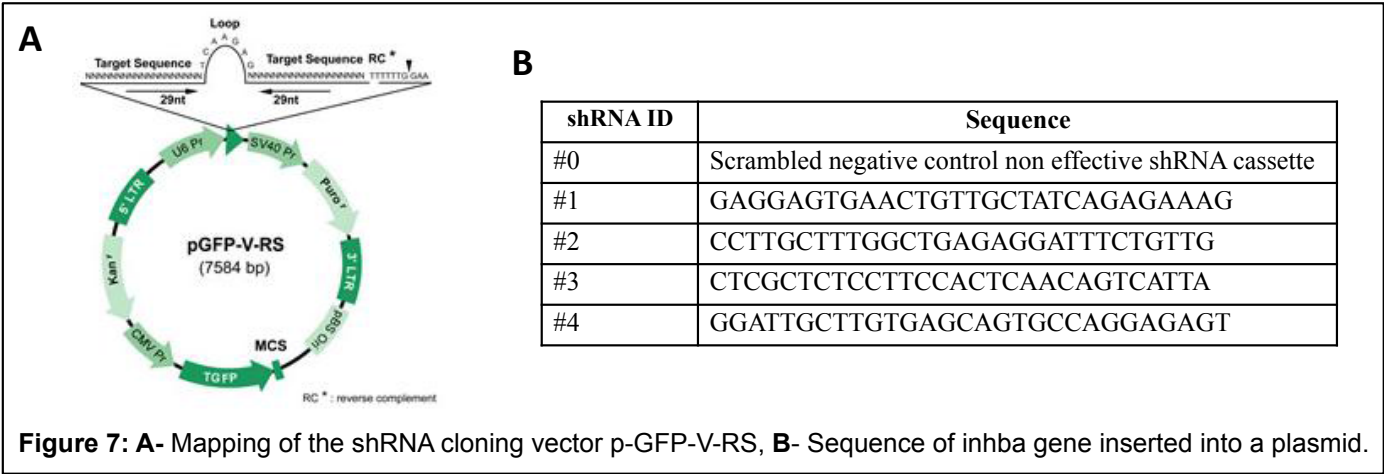 A
Loop
T C A A G A G
Target Sequence
Target Sequence RC *
NNNNNNNNNNNNNNNNNN
NNNNNNNNNNNNNNNNNN TTTTTTG GAA
29nt
29nt
U6 Pr
SV40 Pr
5' LTR
Puro r
pGFP-V-RS
(7584 bp)
Kan r
3' LTR
CMV Pr
pBS Ori
MCS
TGFP
RC * : reverse complement
B
shRNA ID Sequence
#0 Scrambled negative control non effective shRNA cassette
#1 GAGGAGTGAACTGTTGCTATCAGAGAAAG
#2 CCTTGCTTTGGCTGAGAGGATTTCTGTTG
#3 CTCGCTCTCCTTCCACTCAACAGTCATTA
#4 GGATTGCTTGTGAGCAGTGCCAGGAGAGT
Figure 7: A- Mapping of the shRNA cloning vector p-GFP-V-RS, B- Sequence of inhba gene inserted into a plasmid.